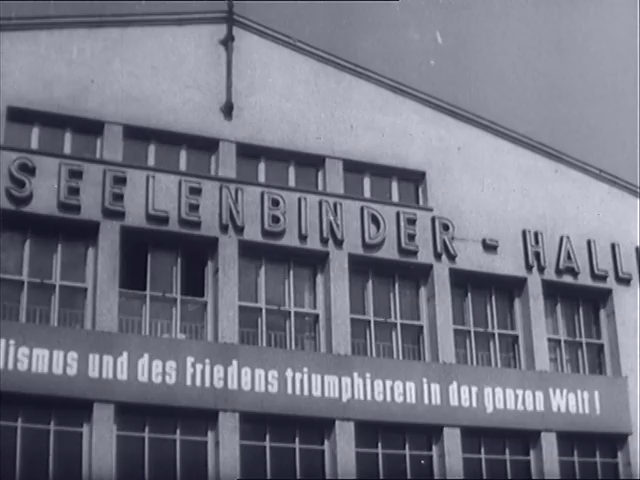 SEELENBINDER - HALL
lismus und des Friedens triumphieren in der ganzen Welt!